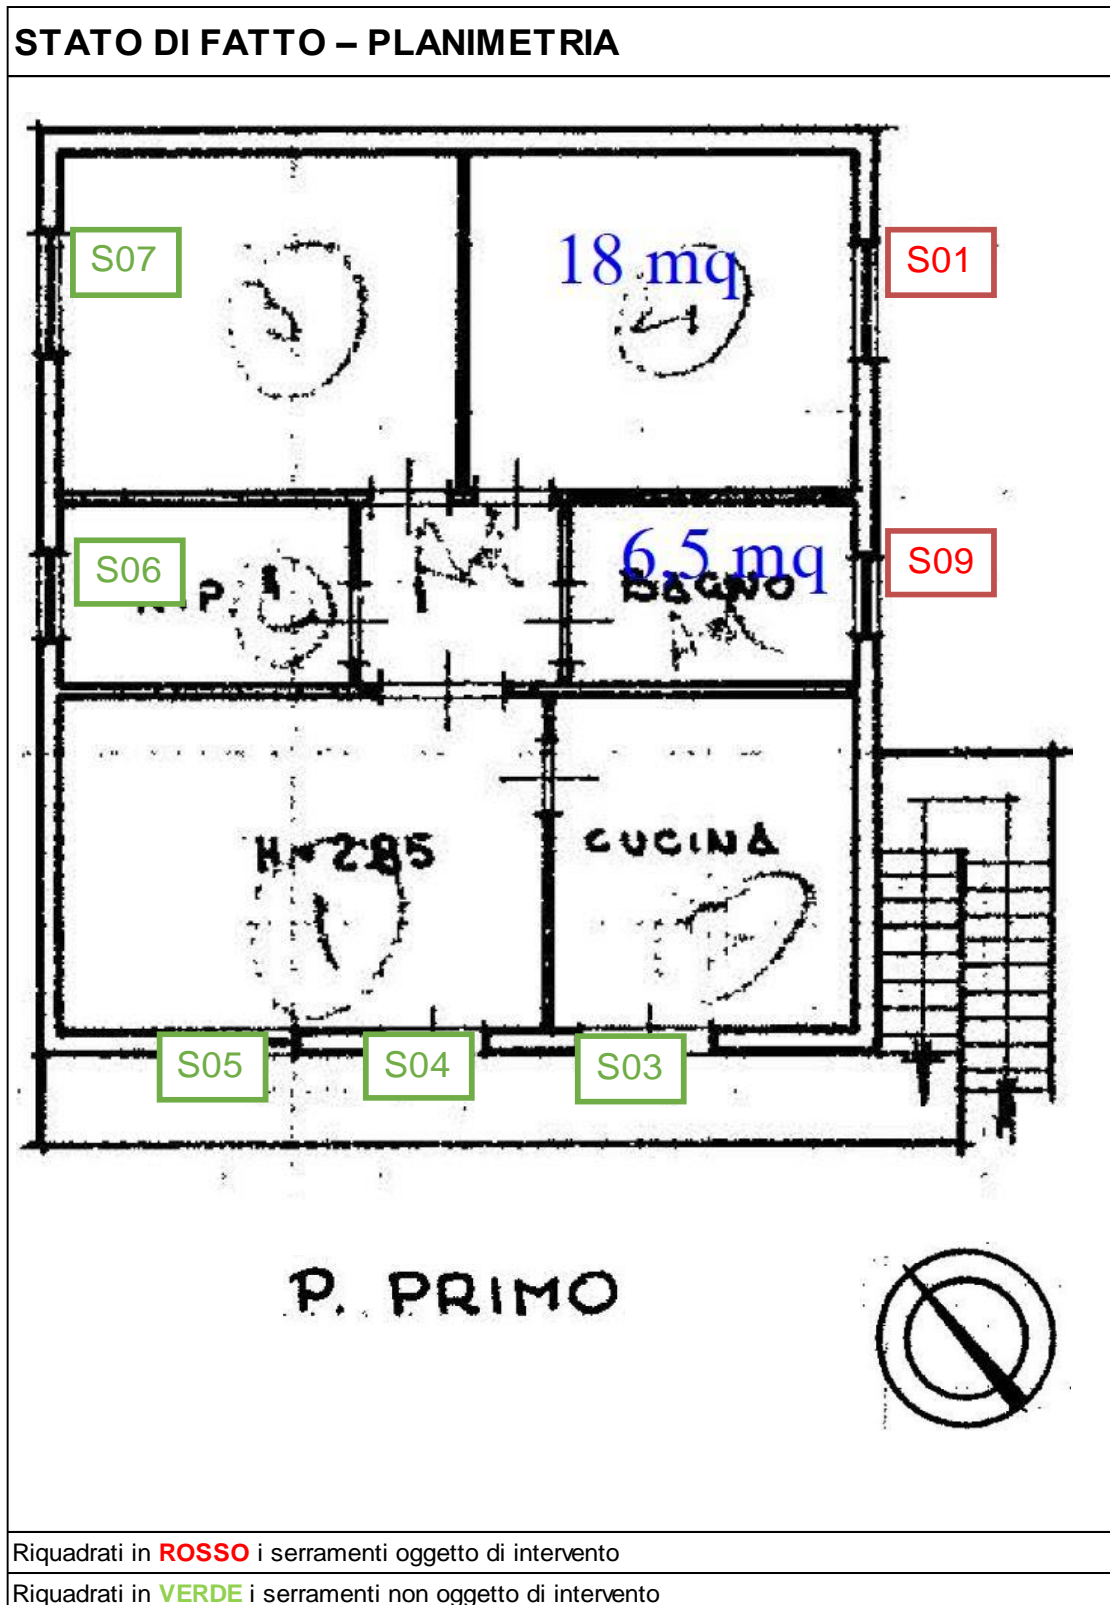 STATO DI FATTO – PLANIMETRIA
S07
18 mq
S01
S06
6,5 mq
S09
BAGNO
H = 285
CUCINA
S05
S04
S03
P. PRIMO
Riquadrati in ROSSO i serramenti oggetto di intervento
Riquadrati in VERDE i serramenti non oggetto di intervento